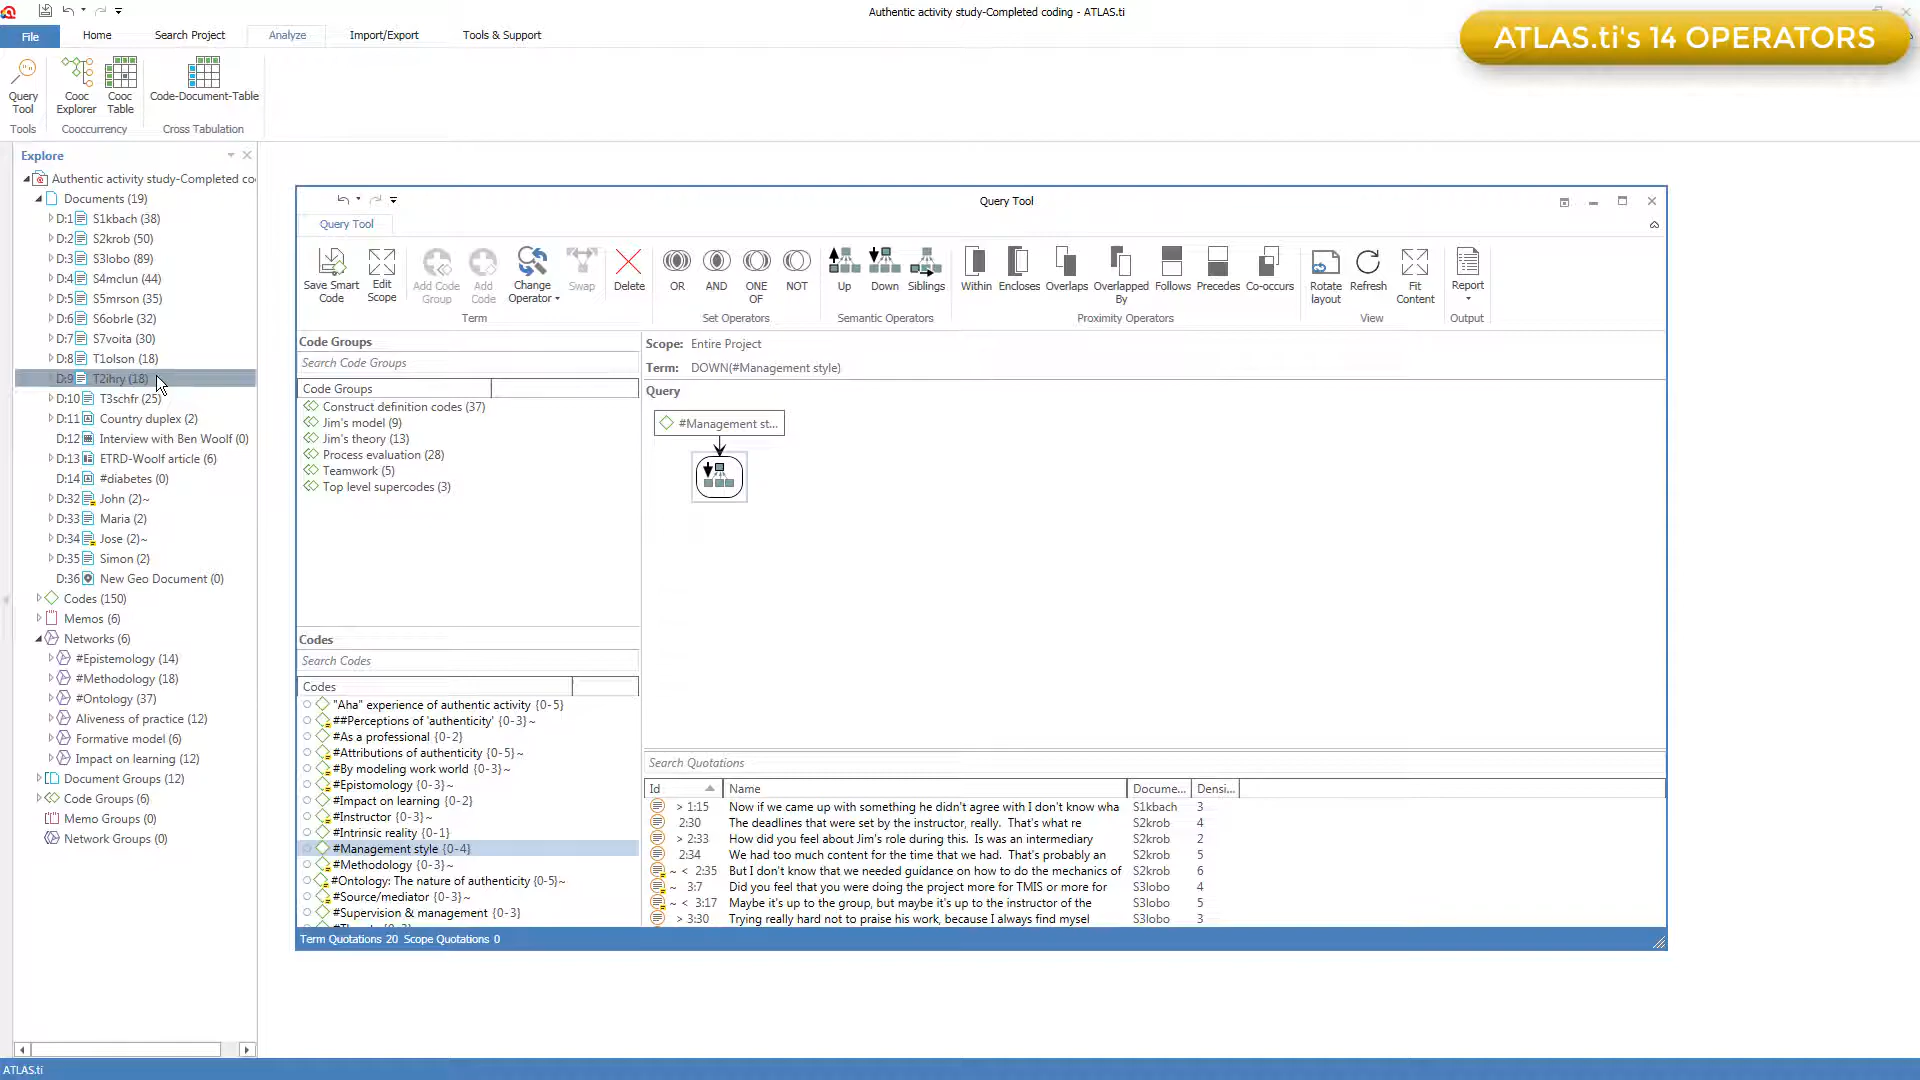 Authentic activity study-Completed coding - ATLAS.ti
ATLAS.ti's 14 OPERATORS
File Home Search Project Analyze Import/Export Tools & Support
Query Tool
Cooc Explorer
Cooc Table
Code-Document-Table
Tools Cooccurrency Cross Tabulation
Explore
Authentic activity study-Completed co
Documents (19)
D:1 S1kbach (38)
D:2 S2krob (50)
D:3 S3lobo (89)
D:4 S4mclun (44)
D:5 S5mrson (35)
D:6 S6obrle (32)
D:7 S7voita (30)
D:8 T1olson (18)
D:9 T2ihry (18)
D:10 T3schfr (25)
D:11 Country duplex (2)
D:12 Interview with Ben Woolf (0)
D:13 ETRD-Woolf article (6)
D:14 #diabetes (0)
D:32 John (2)~
D:33 Maria (2)
D:34 Jose (2)~
D:35 Simon (2)
D:36 New Geo Document (0)
Codes (150)
Memos (6)
Networks (6)
#Epistemology (14)
#Methodology (18)
#Ontology (37)
Aliveness of practice (12)
Formative model (6)
Impact on learning (12)
Document Groups (12)
Code Groups (6)
Memo Groups (0)
Network Groups (0)
Query Tool
Query Tool
Save Smart Code
Edit Scope
Add Code Group
Add Code
Change Operator
Swap
Delete
OR
AND
ONE OF
NOT
Up
Down
Siblings
Within
Encloses
Overlaps
Overlapped By
Follows
Precedes
Co-occurs
Rotate layout
Refresh
Fit Content
Report
Term Set Operators Semantic Operators Proximity Operators View Output
Code Groups
Search Code Groups
Code Groups
Construct definition codes (37)
Jim's model (9)
Jim's theory (13)
Process evaluation (28)
Teamwork (5)
Top level supercodes (3)
Codes
Search Codes
Codes
"Aha" experience of authentic activity {0-5}
##Perceptions of 'authenticity' {0-3}~
#As a professional {0-2}
#Attributions of authenticity {0-5}~
#By modeling work world {0-3}~
#Epistomology {0-3}~
#Impact on learning {0-2}
#Instructor {0-3}~
#Intrinsic reality {0-1}
#Management style {0-4}
#Methodology {0-3}~
#Ontology: The nature of authenticity {0-5}~
#Source/mediator {0-3}~
#Supervision & management {0-3}
Scope: Entire Project
Term: DOWN(#Management style)
Query
#Management st...
Search Quotations
Id Name Docume... Densi...
> 1:15 Now if we came up with something he didn't agree with I don't know wha S1kbach 3
2:30 The deadlines that were set by the instructor, really. That's what re S2krob 4
> 2:33 How did you feel about Jim's role during this. Is was an intermediary S2krob 2
2:34 We had too much content for the time that we had. That's probably an S2krob 5
~ < 2:35 But I don't know that we needed guidance on how to do the mechanics of S2krob 6
~ 3:7 Did you feel that you were doing the project more for TMIS or more for S3lobo 4
~ < 3:17 Maybe it's up to the group, but maybe it's up to the instructor of the S3lobo 5
> 3:30 Trying really hard not to praise his work, because I always find mysel S3lobo 3
Term Quotations 20 Scope Quotations 0
ATLAS.ti